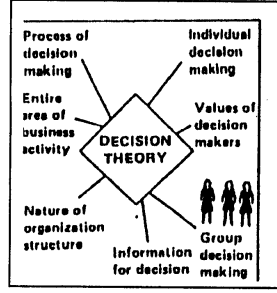 Process of
decision
making
Individual
decision
making
Entire
area of
business
activity
DECISION
THEORY
Values of
decision
makers
Nature of
organization
structure
Information
for decision
Group
decision
making